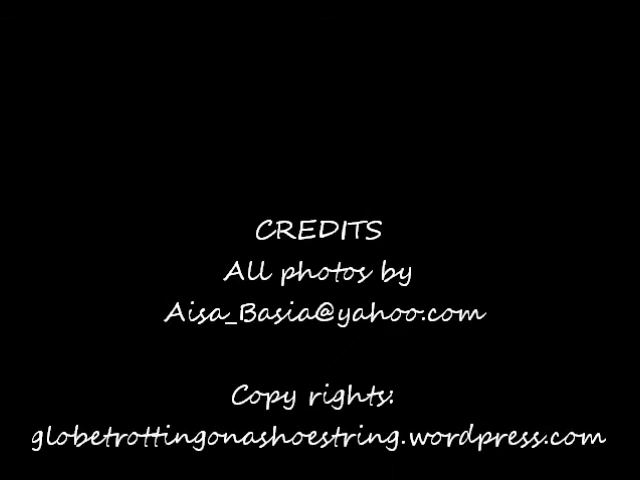 CREDITS
All photos by
Aisa_Basia@yahoo.com
Copy rights:
globetrottingonashoestring.wordpress.com